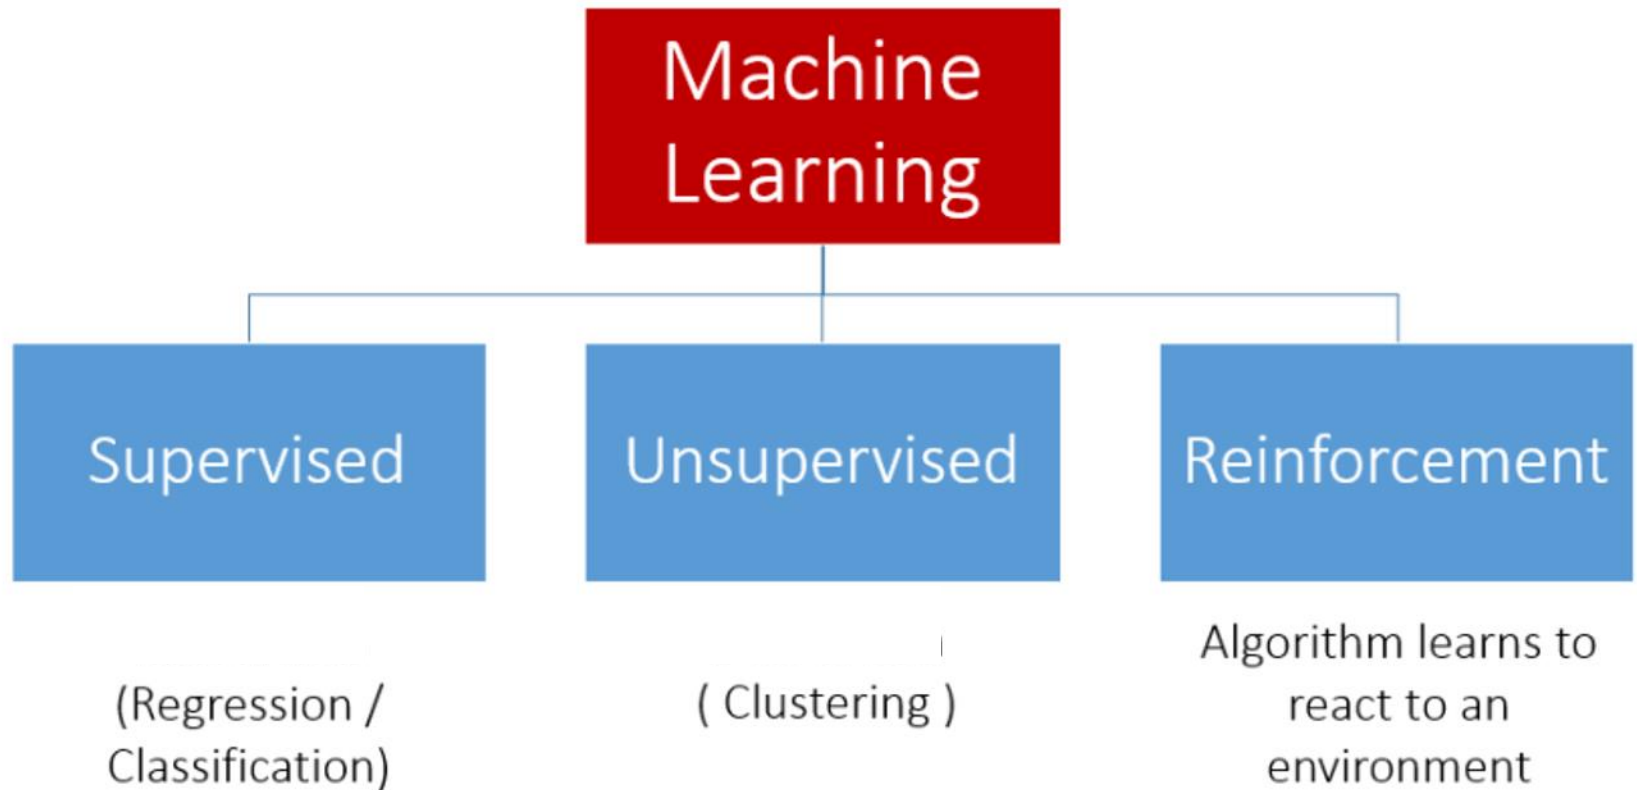 Machine
Learning
Supervised
Unsupervised
Reinforcement
(Regression /
Classification)
( Clustering )
Algorithm learns to
react to an
environment